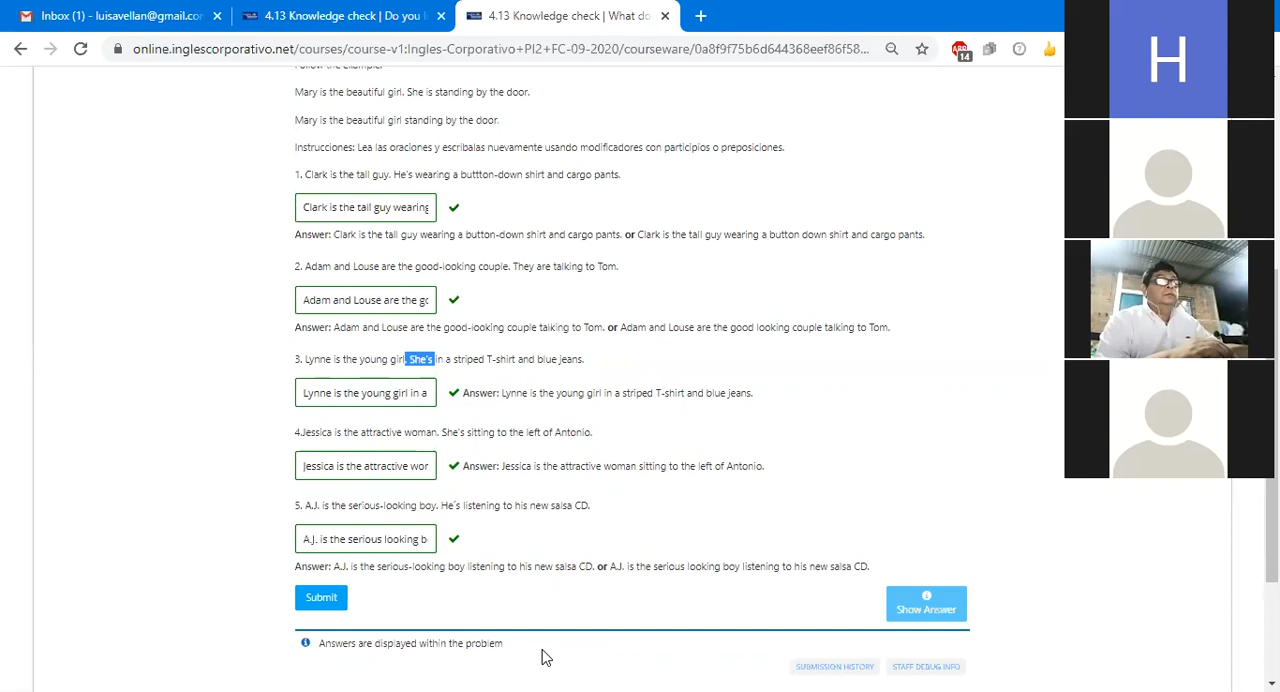 Inbox (1) - luisavellan@gmail.co
4.13 Knowledge check | Do you l
4.13 Knowledge check | What do
online.inglescorporativo.net/courses/course-v1:Ingles-Corporativo+PI2+FC-09-2020/courseware/0a8f9f75b6d644368eef86f58...
14
H
Mary is the beautiful girl. She is standing by the door.
Mary is the beautiful girl standing by the door.
Instrucciones: Lea las oraciones y escribalas nuevamente usando modificadores con participios o preposiciones.
1. Clark is the tall guy. He's wearing a buttton-down shirt and cargo pants.
Clark is the tall guy wearing
Answer: Clark is the tall guy wearing a button-down shirt and cargo pants. or Clark is the tall guy wearing a button down shirt and cargo pants.
2. Adam and Louse are the good-looking couple. They are talking to Tom.
Adam and Louse are the go
Answer: Adam and Louse are the good-looking couple talking to Tom. or Adam and Louse are the good looking couple talking to Tom.
3. Lynne is the young girl. She's in a striped T-shirt and blue jeans.
Lynne is the young girl in a
Answer: Lynne is the young girl in a striped T-shirt and blue jeans.
4.Jessica is the attractive woman. She's sitting to the left of Antonio.
Jessica is the attractive wor
Answer: Jessica is the attractive woman sitting to the left of Antonio.
5. A.J. is the serious-looking boy. He´s listening to his new salsa CD.
A.J. is the serious looking b
Answer: A.J. is the serious-looking boy listening to his new salsa CD. or A.J. is the serious looking boy listening to his new salsa CD.
Submit
Show Answer
Answers are displayed within the problem
SUBMISSION HISTORY
STAFF DEBUG INFO